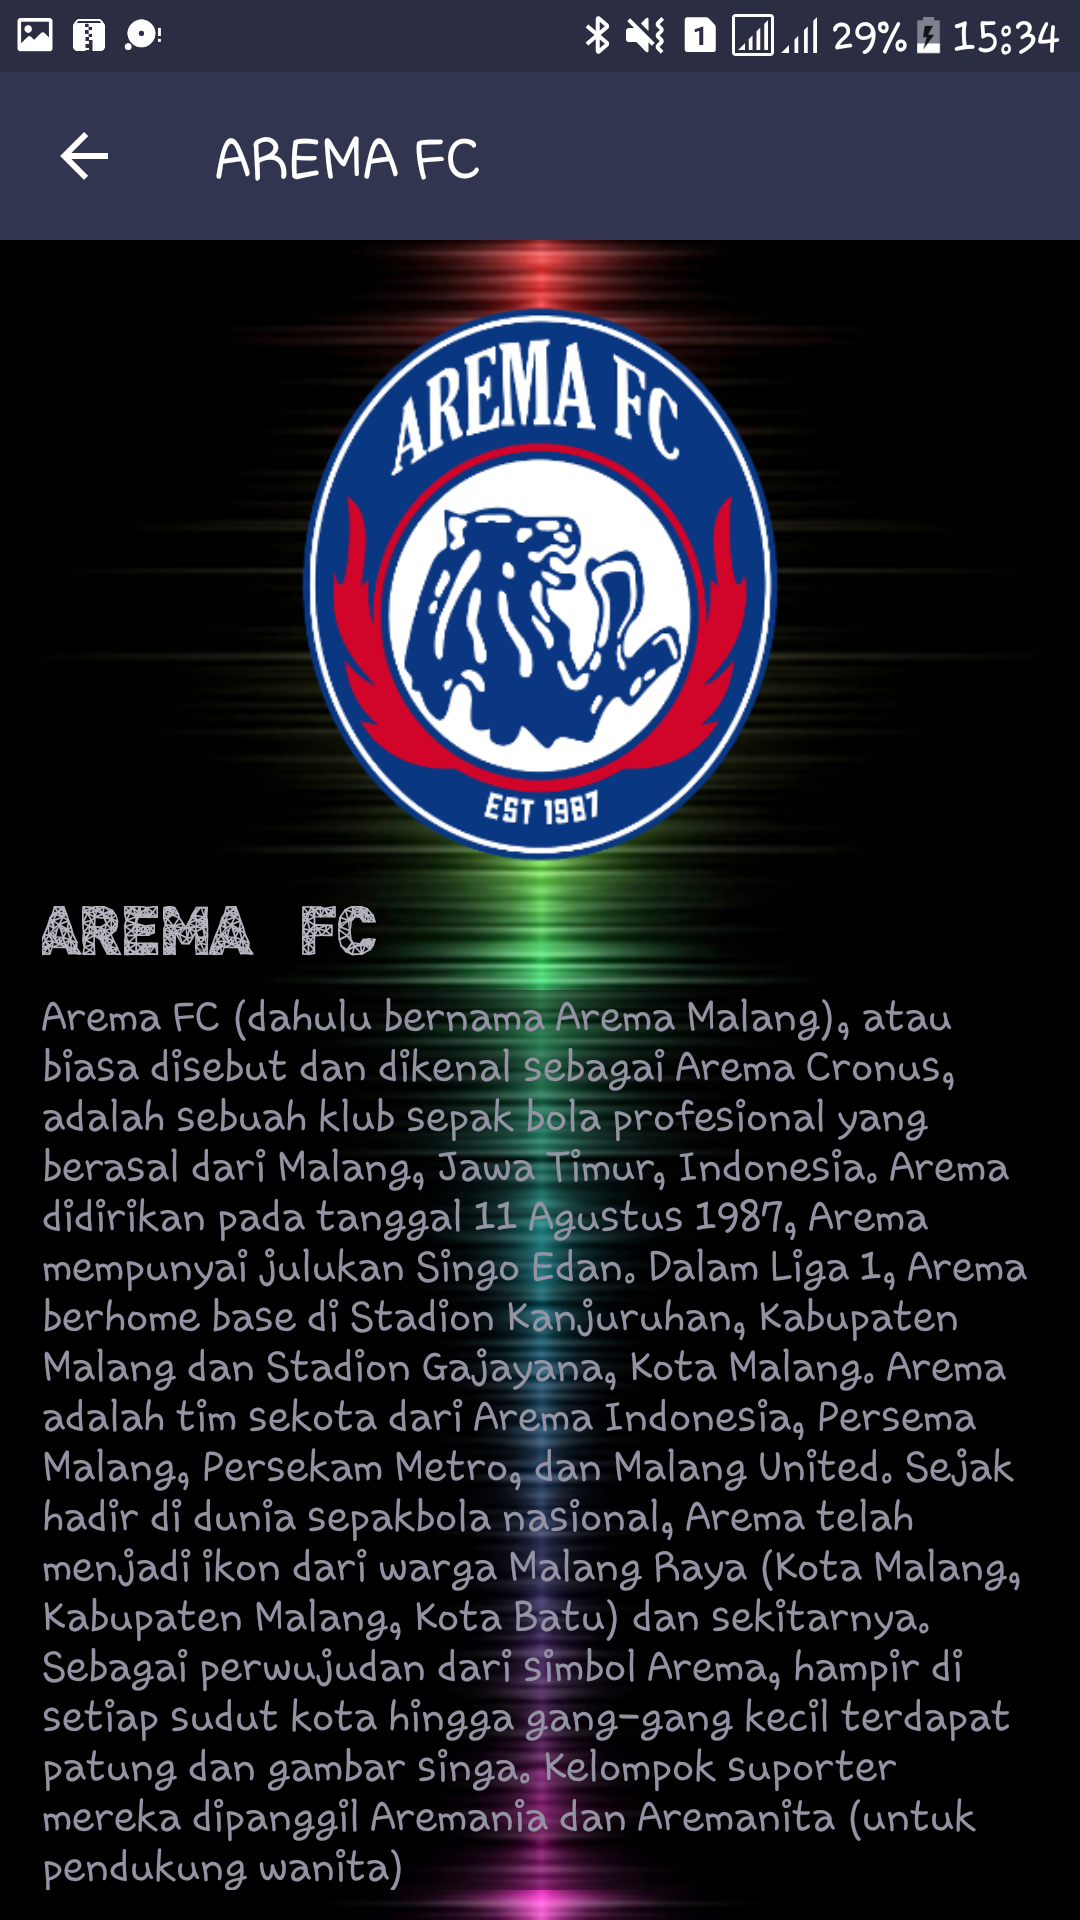 29% 15:34
AREMA FC
AREMA FC
EST 1987
AREMA FC
Arema FC (dahulu bernama Arema Malang), atau
biasa disebut dan dikenal sebagai Arema Cronus,
adalah sebuah klub sepak bola profesional yang
berasal dari Malang, Jawa Timur, Indonesia. Arema
didirikan pada tanggal 11 Agustus 1987, Arema
mempunyai julukan Singo Edan. Dalam Liga 1, Arema
berhome base di Stadion Kanjuruhan, Kabupaten
Malang dan Stadion Gajayana, Kota Malang. Arema
adalah tim sekota dari Arema Indonesia, Persema
Malang, Persekam Metro, dan Malang United. Sejak
hadir di dunia sepakbola nasional, Arema telah
menjadi ikon dari warga Malang Raya (Kota Malang,
Kabupaten Malang, Kota Batu) dan sekitarnya.
Sebagai perwujudan dari simbol Arema, hampir di
setiap sudut kota hingga gang-gang kecil terdapat
patung dan gambar singa. Kelompok suporter
mereka dipanggil Aremania dan Aremanita (untuk
pendukung wanita)